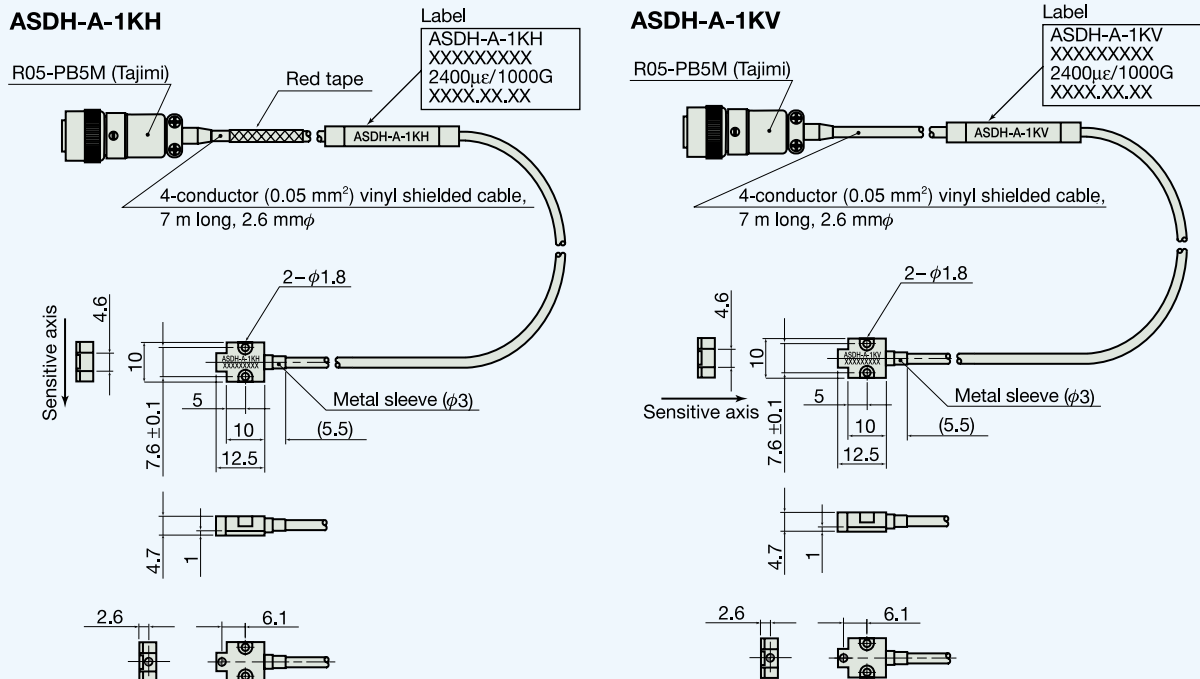 ASDH-A-1KH
Label
ASDH-A-1KH
XXXXXXXXX
2400με/1000G
XXXX.XX.XX
R05-PB5M (Tajimi)
Red tape
ASDH-A-1KH
4-conductor (0.05 mm²) vinyl shielded cable,
7 m long, 2.6 mmφ
2–φ1.8
Sensitive axis
4.6
10
7.6 ±0.1
ASDH-A-1KH
XXXXXXXXX
5
10
12.5
Metal sleeve (φ3)
(5.5)
4.7
1
2.6
6.1
ASDH-A-1KV
Label
ASDH-A-1KV
XXXXXXXXX
2400με/1000G
XXXX.XX.XX
R05-PB5M (Tajimi)
ASDH-A-1KV
4-conductor (0.05 mm²) vinyl shielded cable,
7 m long, 2.6 mmφ
2–φ1.8
4.6
Sensitive axis
10
7.6 ±0.1
ASDH-A-1KV
XXXXXXXXX
5
10
12.5
Metal sleeve (φ3)
(5.5)
4.7
1
2.6
6.1